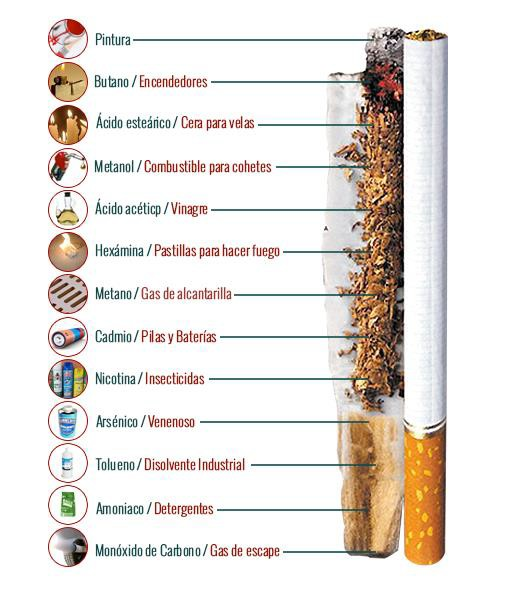 Pintura
Butano / Encendedores
Ácido esteárico / Cera para velas
Metanol / Combustible para cohetes
Ácido acéticp / Vinagre
Hexámina / Pastillas para hacer fuego
Metano / Gas de alcantarilla
Cadmio / Pilas y Baterías
Nicotina / Insecticidas
Arsénico / Venenoso
Tolueno / Disolvente Industrial
Amoniaco / Detergentes
Monóxido de Carbono / Gas de escape
A